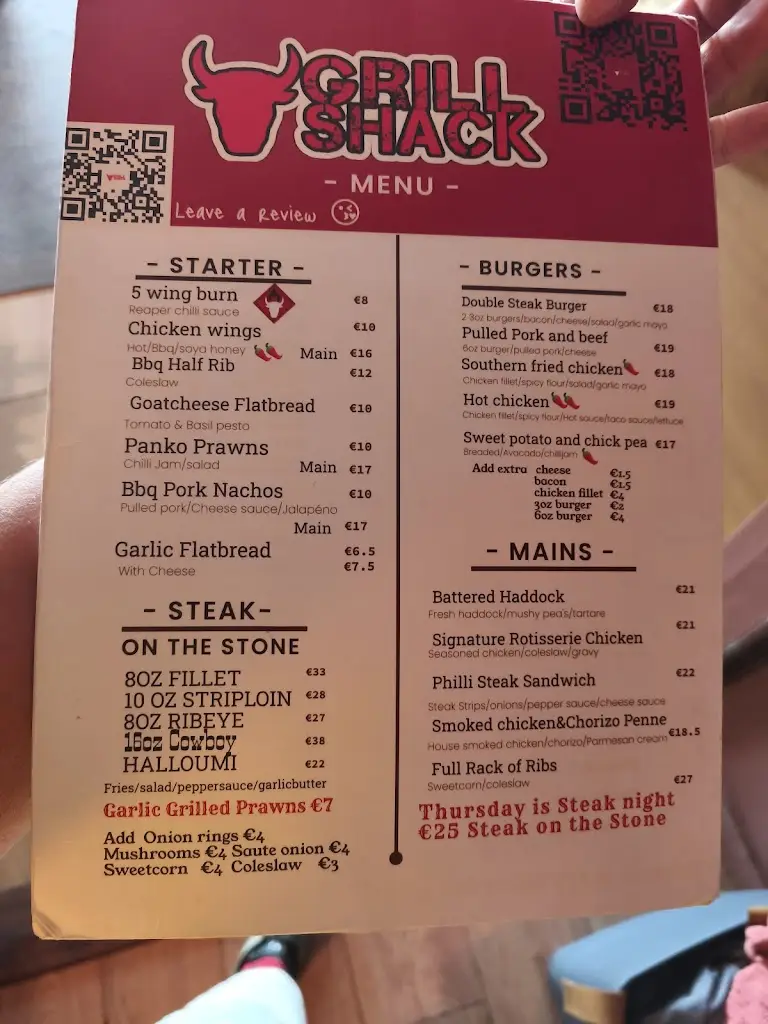 GRILL
SHACK
- MENU -
Leave a Review
- STARTER -
5 wing burn €8
Reaper chilli sauce
Chicken wings €10
Hot/Bbq/soya honey Main €16
Bbq Half Rib €12
Coleslaw
Goatcheese Flatbread €10
Tomato & Basil pesto
Panko Prawns €10
Chilli Jam/salad Main €17
Bbq Pork Nachos €10
Pulled pork/Cheese sauce/Jalapéno
Main €17
Garlic Flatbread €6.5
With Cheese €7.5
- STEAK-
ON THE STONE
8OZ FILLET €33
10 OZ STRIPLOIN €28
8OZ RIBEYE €27
16oz Cowboy €38
HALLOUMI €22
Fries/salad/peppersauce/garlicbutter
Garlic Grilled Prawns €7
Add Onion rings €4
Mushrooms €4 Saute onion €4
Sweetcorn €4 Coleslaw €3
- BURGERS -
Double Steak Burger €18
2 3oz burgers/bacon/cheese/salad/garlic mayo
Pulled Pork and beef €19
6oz burger/pulled pork/cheese
Southern fried chicken €18
Chicken fillet/spicy flour/salad/garlic mayo
Hot chicken €19
Chicken fillet/spicy flour/Hot sauce/taco sauce/lettuce
Sweet potato and chick pea €17
Breaded/Avocado/chillijam
Add extra cheese €1.5
bacon €1.5
chicken fillet €4
3oz burger €2
6oz burger €4
- MAINS -
Battered Haddock €21
Fresh haddock/mushy pea's/tartare
Signature Rotisserie Chicken €21
Seasoned chicken/coleslaw/gravy
Philli Steak Sandwich €22
Steak Strips/onions/pepper sauce/cheese sauce
Smoked chicken&Chorizo Penne €18.5
House smoked chicken/chorizo/Parmesan cream
Full Rack of Ribs €27
Sweetcorn/coleslaw
Thursday is Steak night
€25 Steak on the Stone